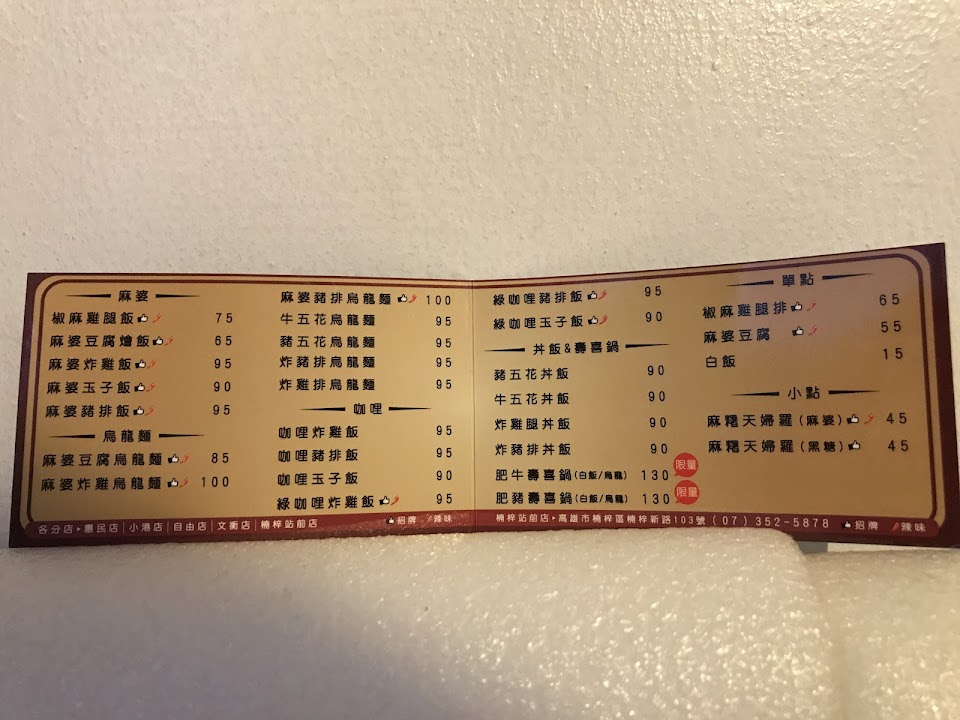 麻婆
椒麻雞腿飯 75
麻婆豆腐燴飯 65
麻婆炸雞飯 95
麻婆玉子飯 90
麻婆豬排飯 95
烏龍麵
麻婆豆腐烏龍麵 85
麻婆炸雞烏龍麵 100
麻婆豬排烏龍麵 100
牛五花烏龍麵 95
豬五花烏龍麵 95
炸豬排烏龍麵 95
炸雞排烏龍麵 95
咖哩
咖哩炸雞飯 95
咖哩豬排飯 95
咖哩玉子飯 90
綠咖哩炸雞飯 95
綠咖哩豬排飯 95
綠咖哩玉子飯 90
丼飯&壽喜鍋
豬五花丼飯 90
牛五花丼飯 90
炸雞腿丼飯 90
炸豬排丼飯 90
肥牛壽喜鍋(白飯/烏龍) 130 限量
肥豬壽喜鍋(白飯/烏龍) 130 限量
單點
椒麻雞腿排 65
麻婆豆腐 55
白飯 15
小點
麻糬天婦羅(麻婆) 45
麻糬天婦羅(黑糖) 45
各分店▸惠民店|小港店|自由店|文衝店|楠梓站前店 招牌 辣味
楠梓站前店▸高雄市楠梓區楠梓新路103號 (07) 352-5878 招牌 辣味